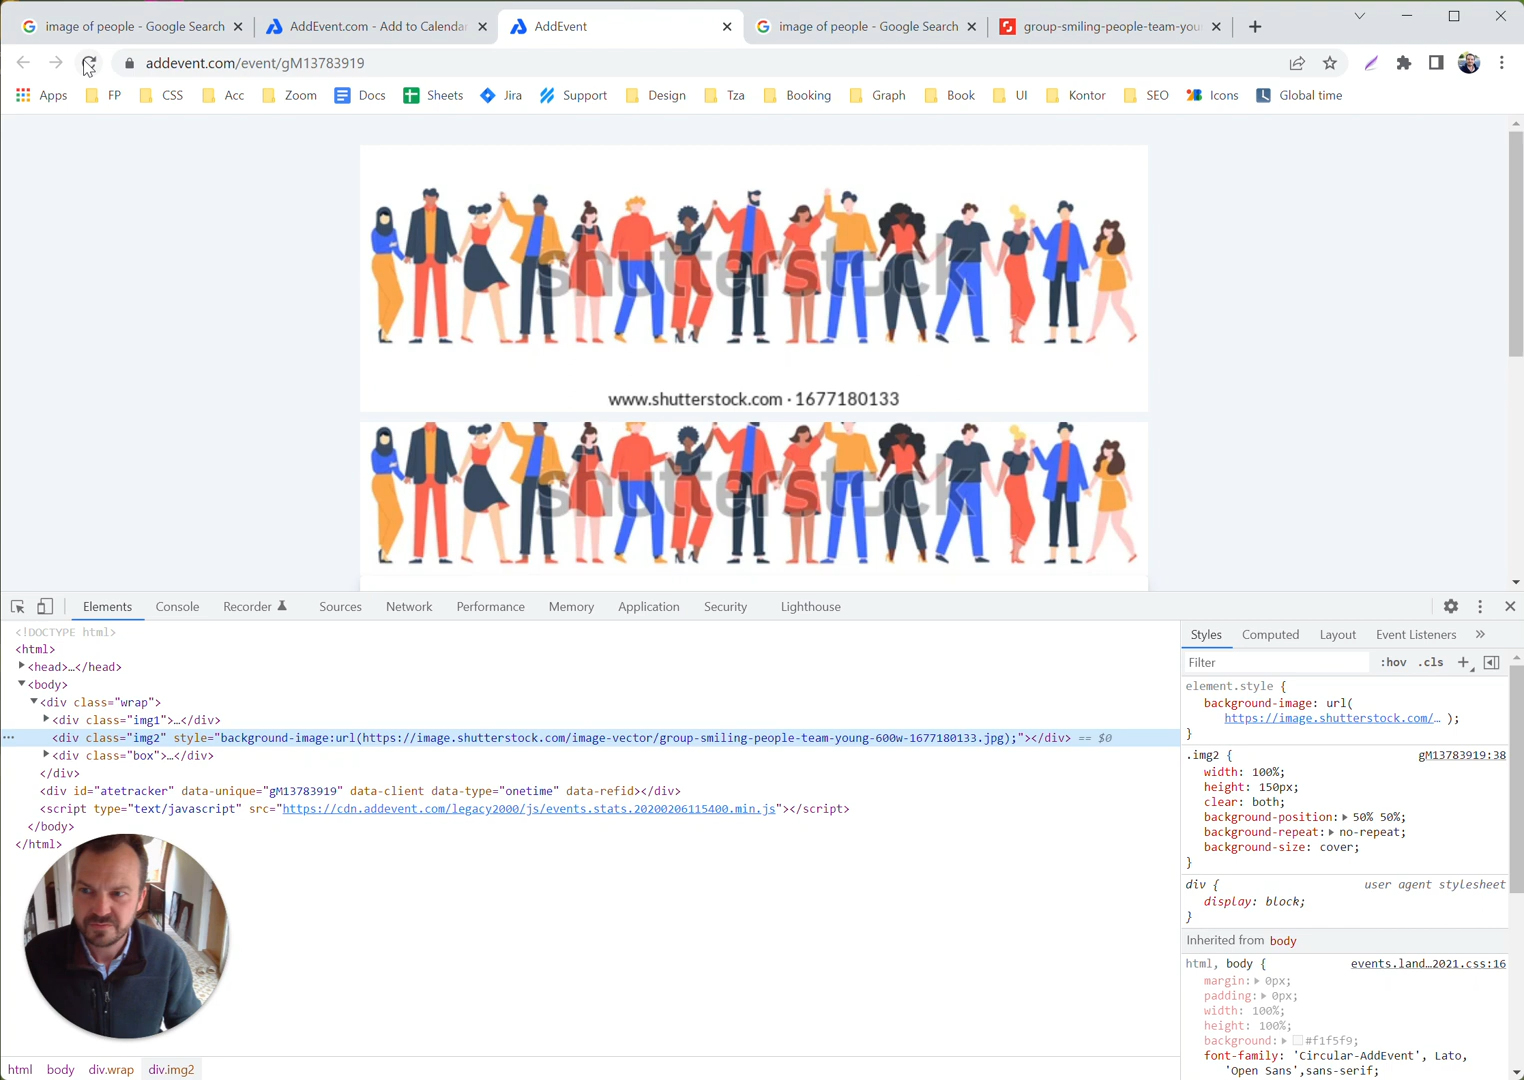 image of people - Google Search
AddEvent.com - Add to Calendar
AddEvent
image of people - Google Search
group-smiling-people-team-you
addevent.com/event/gM13783919
Apps FP CSS Acc Zoom Docs Sheets Jira Support Design Tza Booking Graph Book UI Kontor SEO Icons Global time
shutterstock
www.shutterstock.com · 1677180133
shutterstock
Elements Console Recorder Sources Network Performance Memory Application Security Lighthouse
<!DOCTYPE html>
<html>
<head>…</head>
<body>
<div class="wrap">
<div class="img1">…</div>
<div class="img2" style="background-image:url(https://image.shutterstock.com/image-vector/group-smiling-people-team-young-600w-1677180133.jpg);"></div> == $0
<div class="box">…</div>
</div>
<div id="atetracker" data-unique="gM13783919" data-client data-type="onetime" data-refid></div>
<script type="text/javascript" src="https://cdn.addevent.com/legacy2000/js/events.stats.20200206115400.min.js"></script>
</body>
</html>
html body div.wrap div.img2
Styles Computed Layout Event Listeners »
Filter :hov .cls +
element.style {
background-image: url(
https://image.shutterstock.com/… );
}
.img2 { gM13783919:38
width: 100%;
height: 150px;
clear: both;
background-position: 50% 50%;
background-repeat: no-repeat;
background-size: cover;
}
div { user agent stylesheet
display: block;
}
Inherited from body
html, body { events.land…2021.css:16
margin: 0px;
padding: 0px;
width: 100%;
height: 100%;
background: #f1f5f9;
font-family: 'Circular-AddEvent', Lato,
'Open Sans',sans-serif;